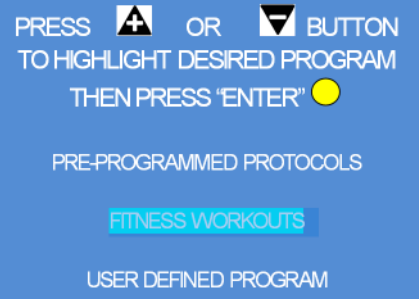 PRESS + OR − BUTTON
TO HIGHLIGHT DESIRED PROGRAM
THEN PRESS “ENTER”
PRE-PROGRAMMED PROTOCOLS
FITNESS WORKOUTS
USER DEFINED PROGRAM